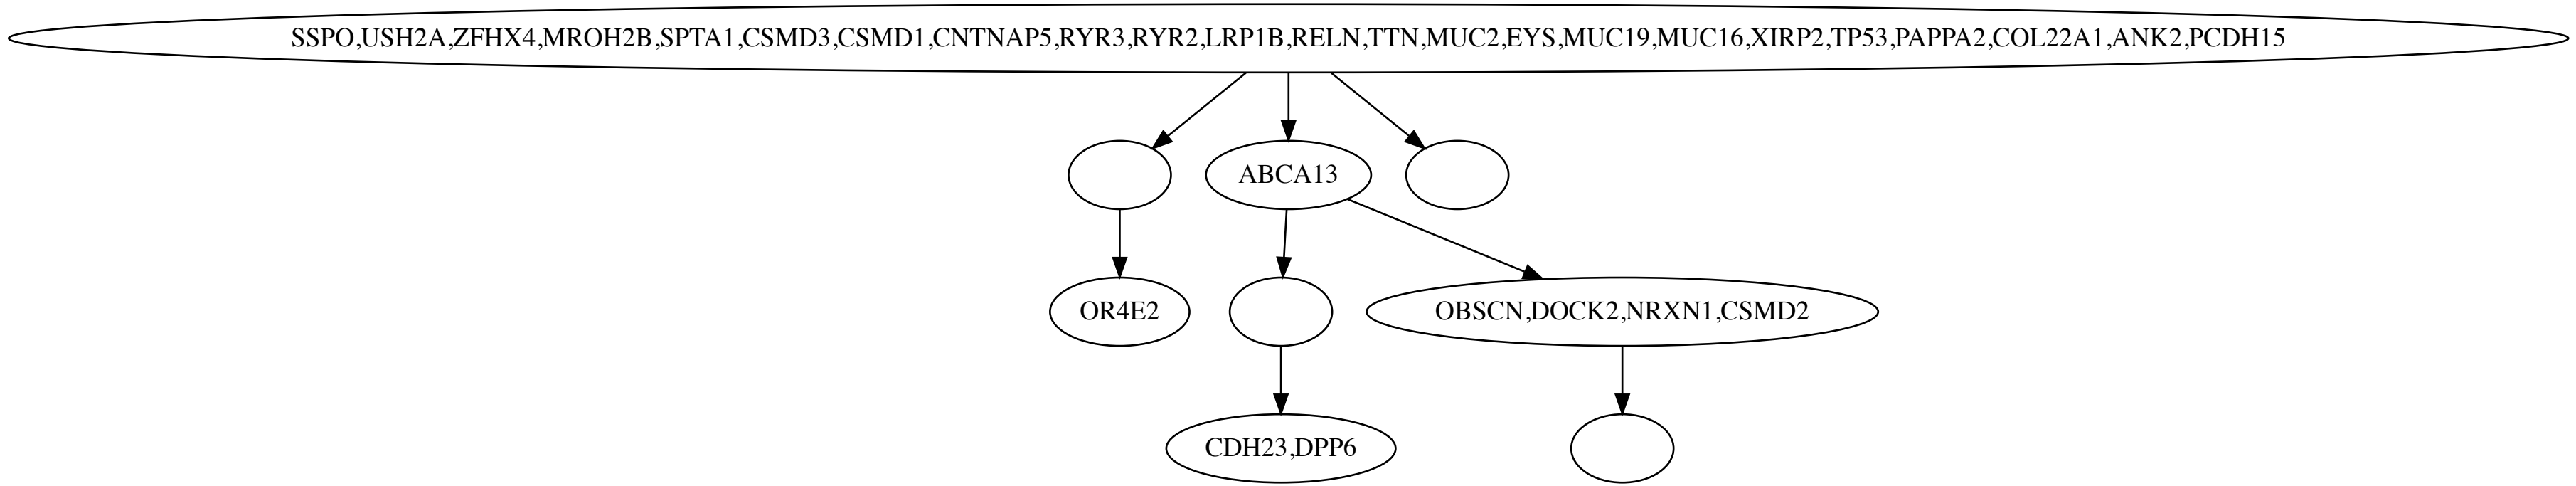 SSPO,USH2A,ZFHX4,MROH2B,SPTA1,CSMD3,CSMD1,CNTNAP5,RYR3,RYR2,LRP1B,RELN,TTN,MUC2,EYS,MUC19,MUC16,XIRP2,TP53,PAPPA2,COL22A1,ANK2,PCDH15
ABCA13
OR4E2
OBSCN,DOCK2,NRXN1,CSMD2
CDH23,DPP6